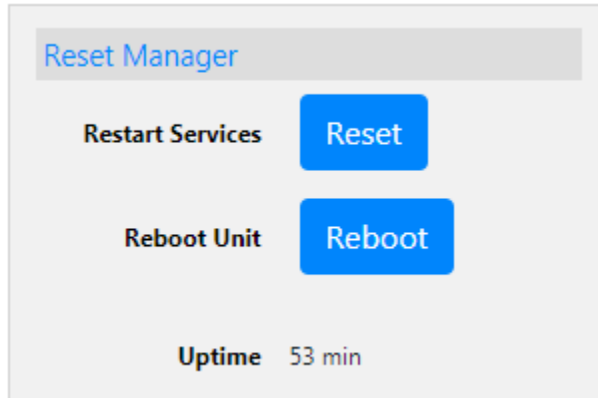 Reset Manager
Restart Services Reset
Reboot Unit Reboot
Uptime 53 min